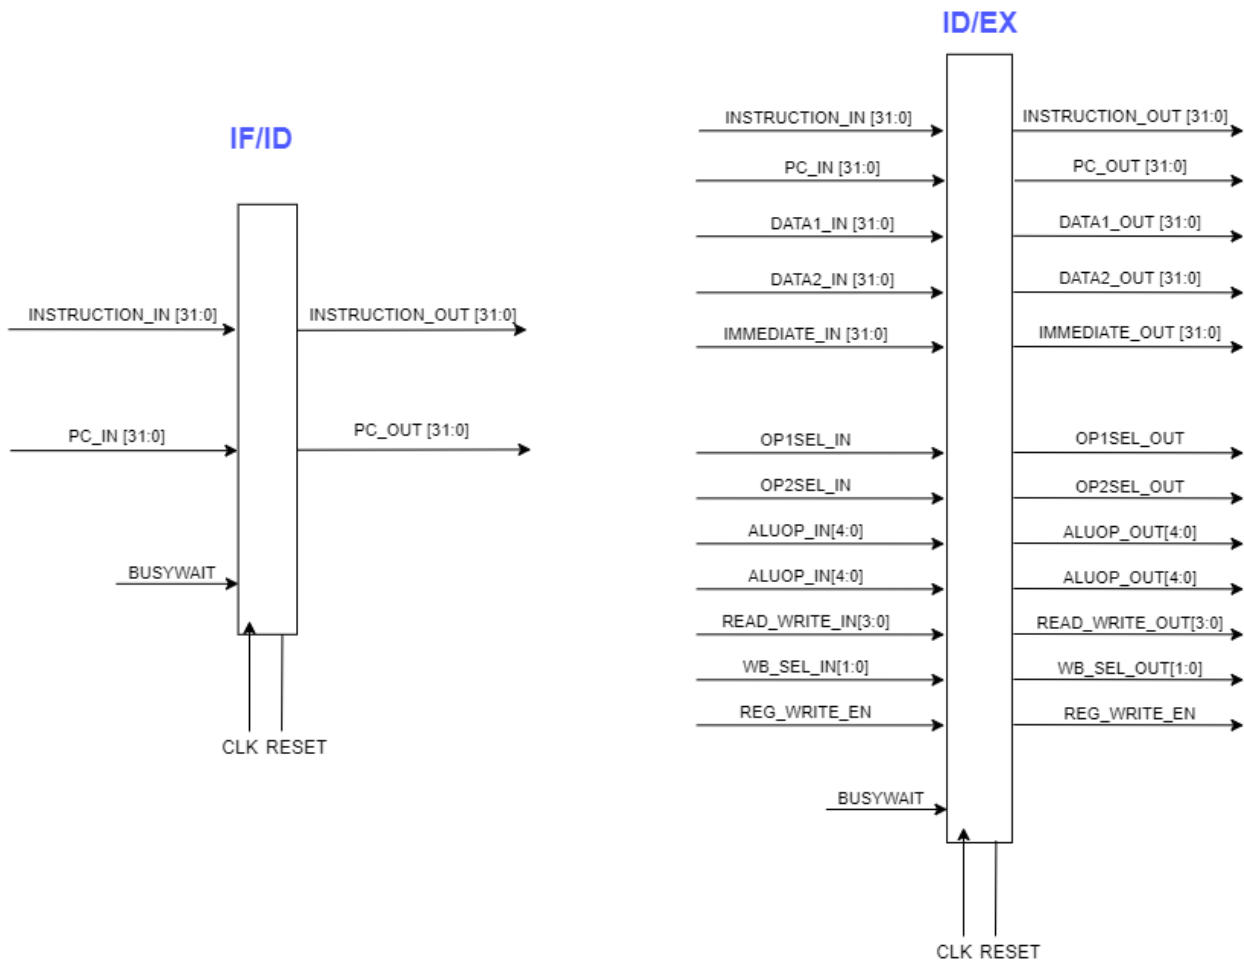 IF/ID
INSTRUCTION_IN [31:0]
INSTRUCTION_OUT [31:0]
PC_IN [31:0]
PC_OUT [31:0]
BUSYWAIT
CLK RESET
ID/EX
INSTRUCTION_IN [31:0]
INSTRUCTION_OUT [31:0]
PC_IN [31:0]
PC_OUT [31:0]
DATA1_IN [31:0]
DATA1_OUT [31:0]
DATA2_IN [31:0]
DATA2_OUT [31:0]
IMMEDIATE_IN [31:0]
IMMEDIATE_OUT [31:0]
OP1SEL_IN
OP1SEL_OUT
OP2SEL_IN
OP2SEL_OUT
ALUOP_IN[4:0]
ALUOP_OUT[4:0]
ALUOP_IN[4:0]
ALUOP_OUT[4:0]
READ_WRITE_IN[3:0]
READ_WRITE_OUT[3:0]
WB_SEL_IN[1:0]
WB_SEL_OUT[1:0]
REG_WRITE_EN
REG_WRITE_EN
BUSYWAIT
CLK RESET